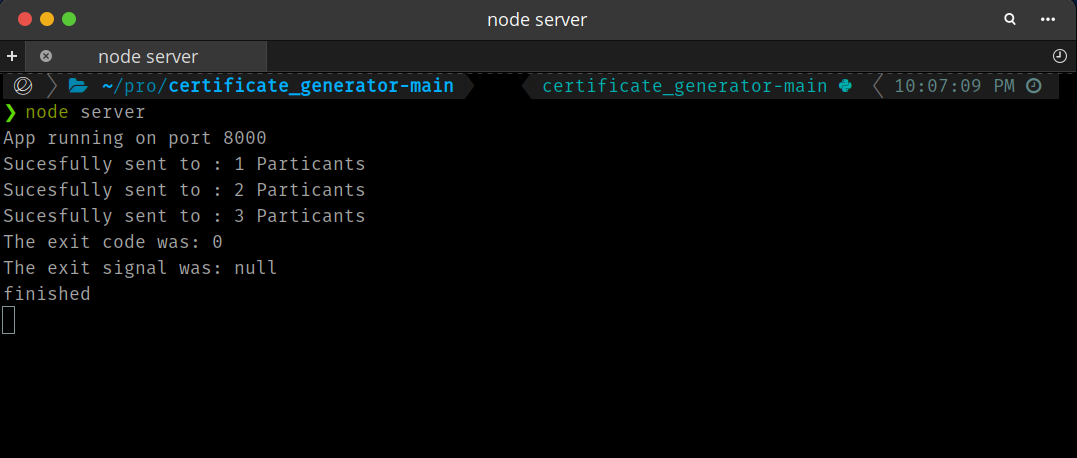 node server
node server
~/pro/certificate_generator-main certificate_generator-main 10:07:09 PM
❯ node server
App running on port 8000
Sucesfully sent to : 1 Particants
Sucesfully sent to : 2 Particants
Sucesfully sent to : 3 Particants
The exit code was: 0
The exit signal was: null
finished